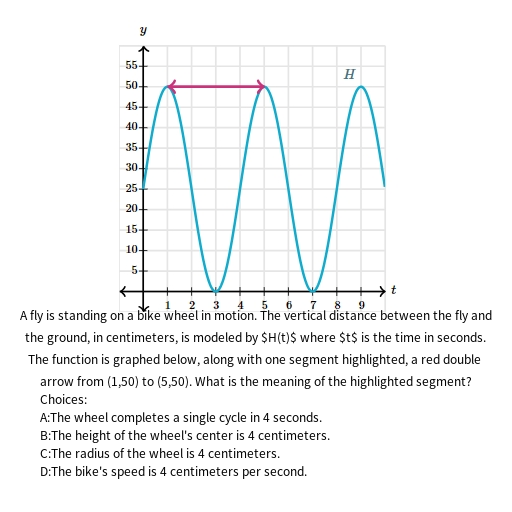 y
55
50
H
45
40
35
30
25
20
15
10
5
t
1 2 3 4 5 6 7 8 9
A fly is standing on a bike wheel in motion. The vertical distance between the fly and
the ground, in centimeters, is modeled by $H(t)$ where $t$ is the time in seconds.
The function is graphed below, along with one segment highlighted, a red double
arrow from (1,50) to (5,50). What is the meaning of the highlighted segment?
Choices:
A:The wheel completes a single cycle in 4 seconds.
B:The height of the wheel's center is 4 centimeters.
C:The radius of the wheel is 4 centimeters.
D:The bike's speed is 4 centimeters per second.